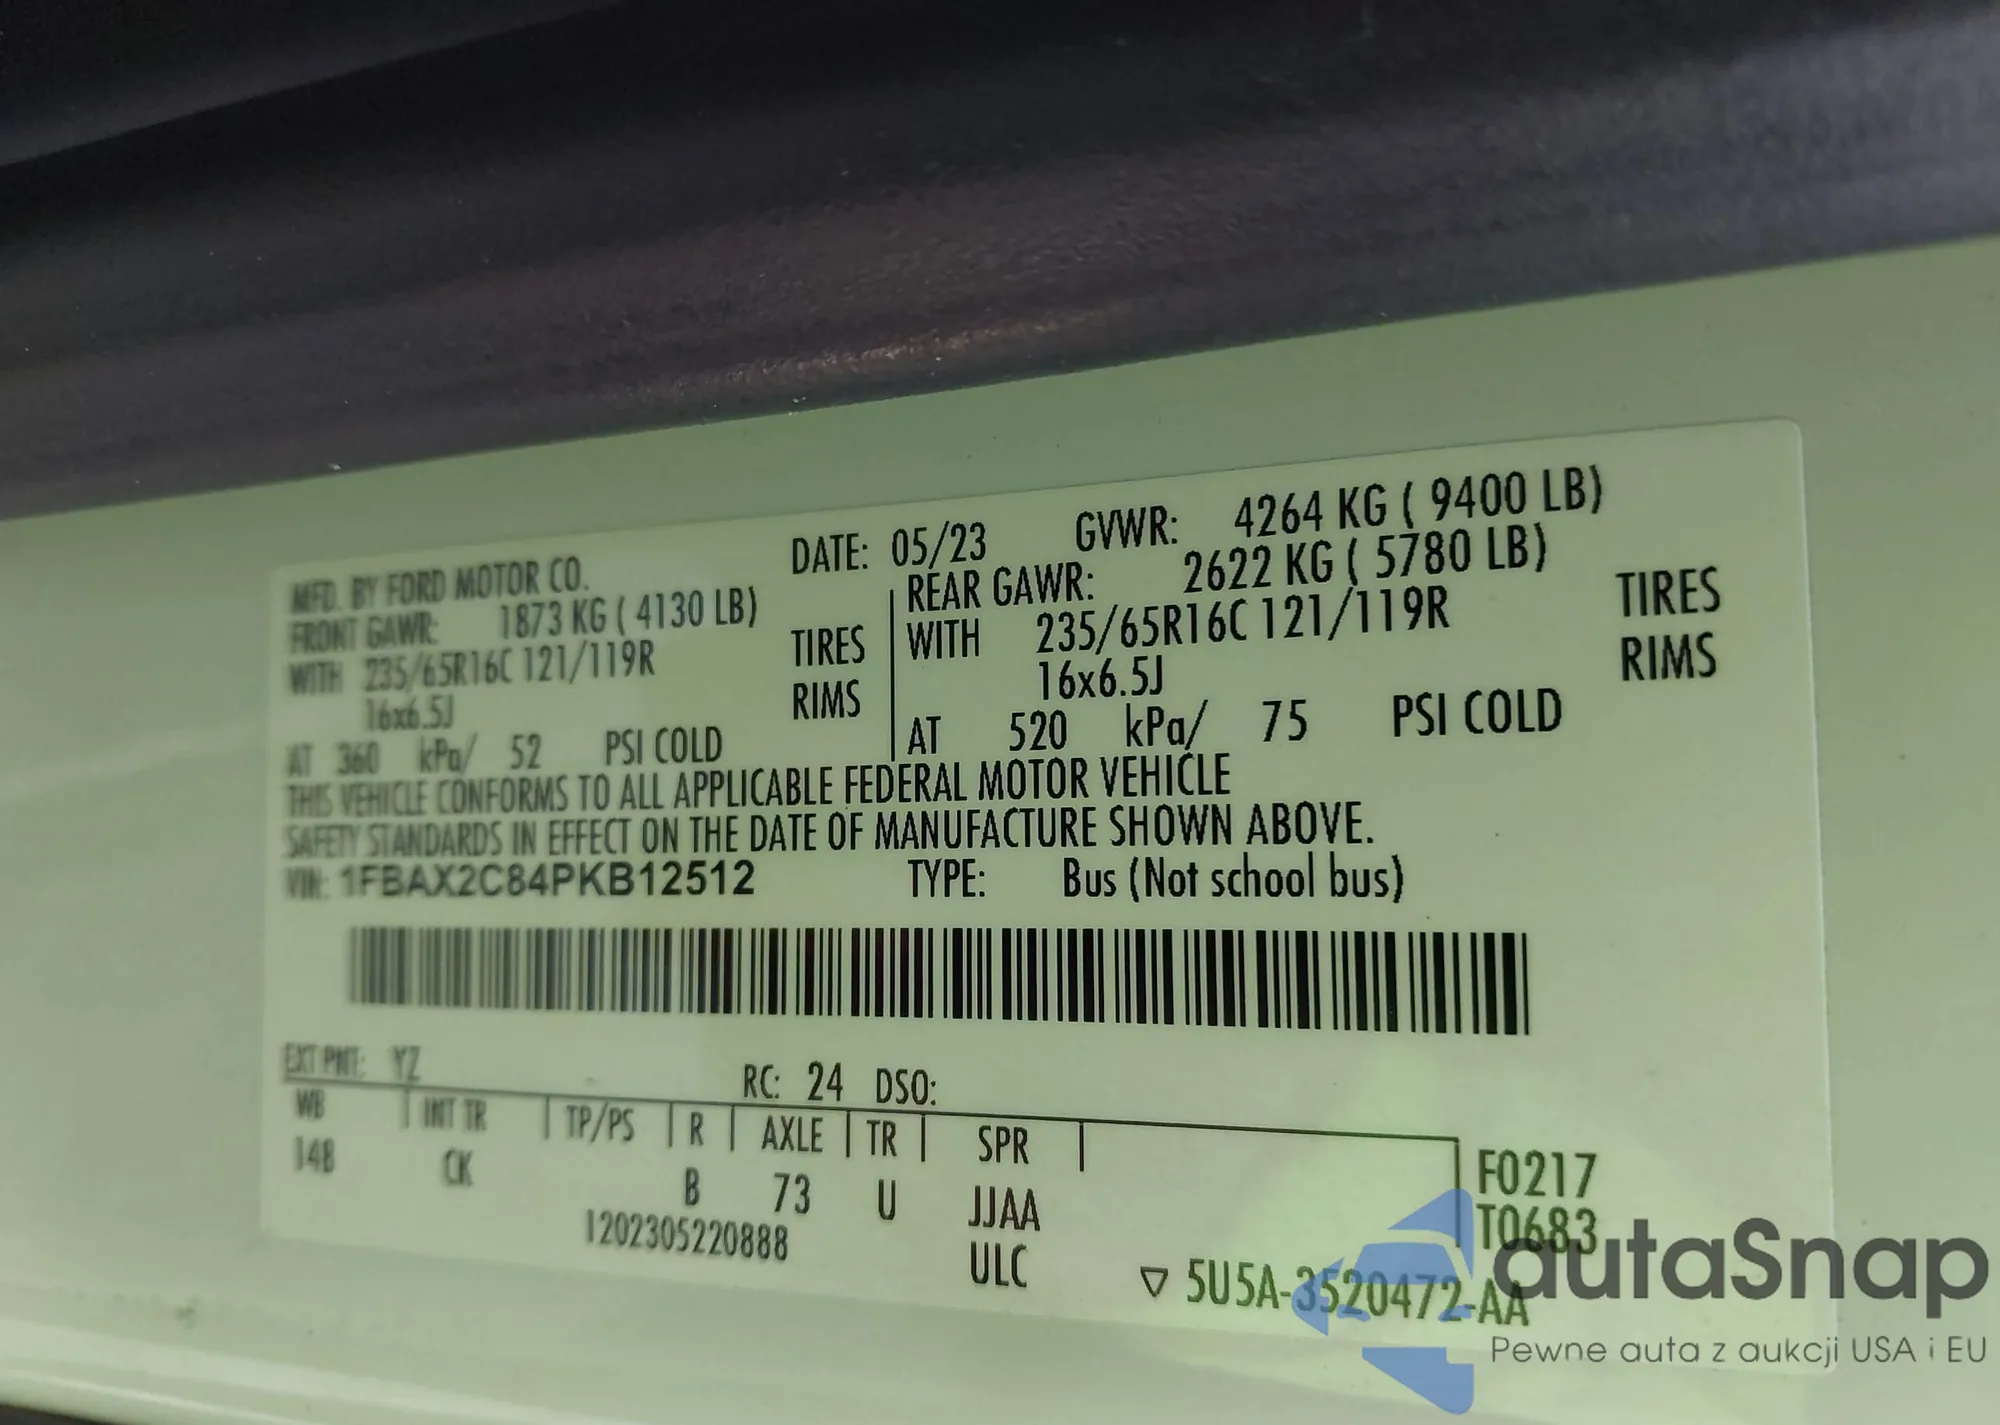 MFD. BY FORD MOTOR CO. DATE: 05/23 GVWR: 4264 KG ( 9400 LB)
FRONT GAWR: 1873 KG ( 4130 LB) REAR GAWR: 2622 KG ( 5780 LB)
WITH 235/65R16C 121/119R TIRES WITH 235/65R16C 121/119R TIRES
16x6.5J RIMS 16x6.5J RIMS
AT 360 kPa/ 52 PSI COLD AT 520 kPa/ 75 PSI COLD
THIS VEHICLE CONFORMS TO ALL APPLICABLE FEDERAL MOTOR VEHICLE
SAFETY STANDARDS IN EFFECT ON THE DATE OF MANUFACTURE SHOWN ABOVE.
VIN: 1FBAX2C84PKB12512 TYPE: Bus (Not school bus)
EXT PNT: YZ RC: 24 DSO:
WB INT TR TP/PS R AXLE TR SPR F0217
148 CK B 73 U JJAA T0683
1202305220888 ULC
▽ 5U5A-3520472-AA
autaSnap
Pewne auta z aukcji USA i EU